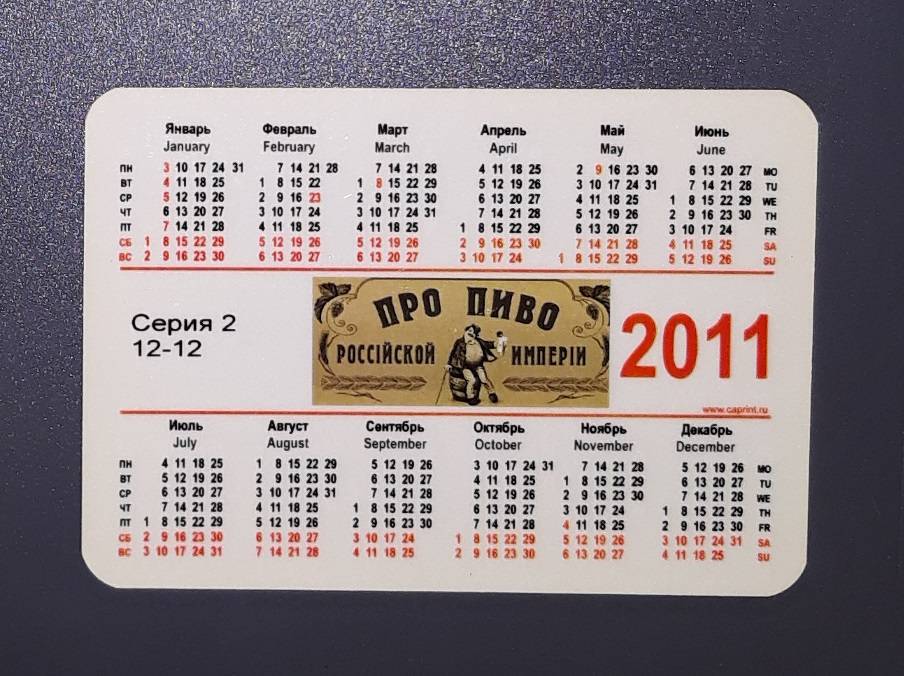 Январь Февраль Март Апрель Май Июнь
January February March April May June
ПН 3 10 17 24 31 7 14 21 28 7 14 21 28 4 11 18 25 2 9 16 23 30 6 13 20 27 MO
ВТ 4 11 18 25 1 8 15 22 1 8 15 22 29 5 12 19 26 3 10 17 24 31 7 14 21 28 TU
СР 5 12 19 26 2 9 16 23 2 9 16 23 30 6 13 20 27 4 11 18 25 1 8 15 22 29 WE
ЧТ 6 13 20 27 3 10 17 24 3 10 17 24 31 7 14 21 28 5 12 19 26 2 9 16 23 30 TH
ПТ 7 14 21 28 4 11 18 25 4 11 18 25 1 8 15 22 29 6 13 20 27 3 10 17 24 FR
СБ 1 8 15 22 29 5 12 19 26 5 12 19 26 2 9 16 23 30 7 14 21 28 4 11 18 25 SA
ВС 2 9 16 23 30 6 13 20 27 6 13 20 27 3 10 17 24 1 8 15 22 29 5 12 19 26 SU
Серия 2
12-12
ПРО ПИВО
РОССІЙСКОЙ ИМПЕРІИ
2011
www.caprint.ru
Июль Август Сентябрь Октябрь Ноябрь Декабрь
July August September October November December
ПН 4 11 18 25 1 8 15 22 29 5 12 19 26 3 10 17 24 31 7 14 21 28 5 12 19 26 MO
ВТ 5 12 19 26 2 9 16 23 30 6 13 20 27 4 11 18 25 1 8 15 22 29 6 13 20 27 TU
СР 6 13 20 27 3 10 17 24 31 7 14 21 28 5 12 19 26 2 9 16 23 30 7 14 21 28 WE
ЧТ 7 14 21 28 4 11 18 25 1 8 15 22 29 6 13 20 27 3 10 17 24 1 8 15 22 29 TH
ПТ 1 8 15 22 29 5 12 19 26 2 9 16 23 30 7 14 21 28 4 11 18 25 2 9 16 23 30 FR
СБ 2 9 16 23 30 6 13 20 27 3 10 17 24 1 8 15 22 29 5 12 19 26 3 10 17 24 31 SA
ВС 3 10 17 24 31 7 14 21 28 4 11 18 25 2 9 16 23 30 6 13 20 27 4 11 18 25 SU